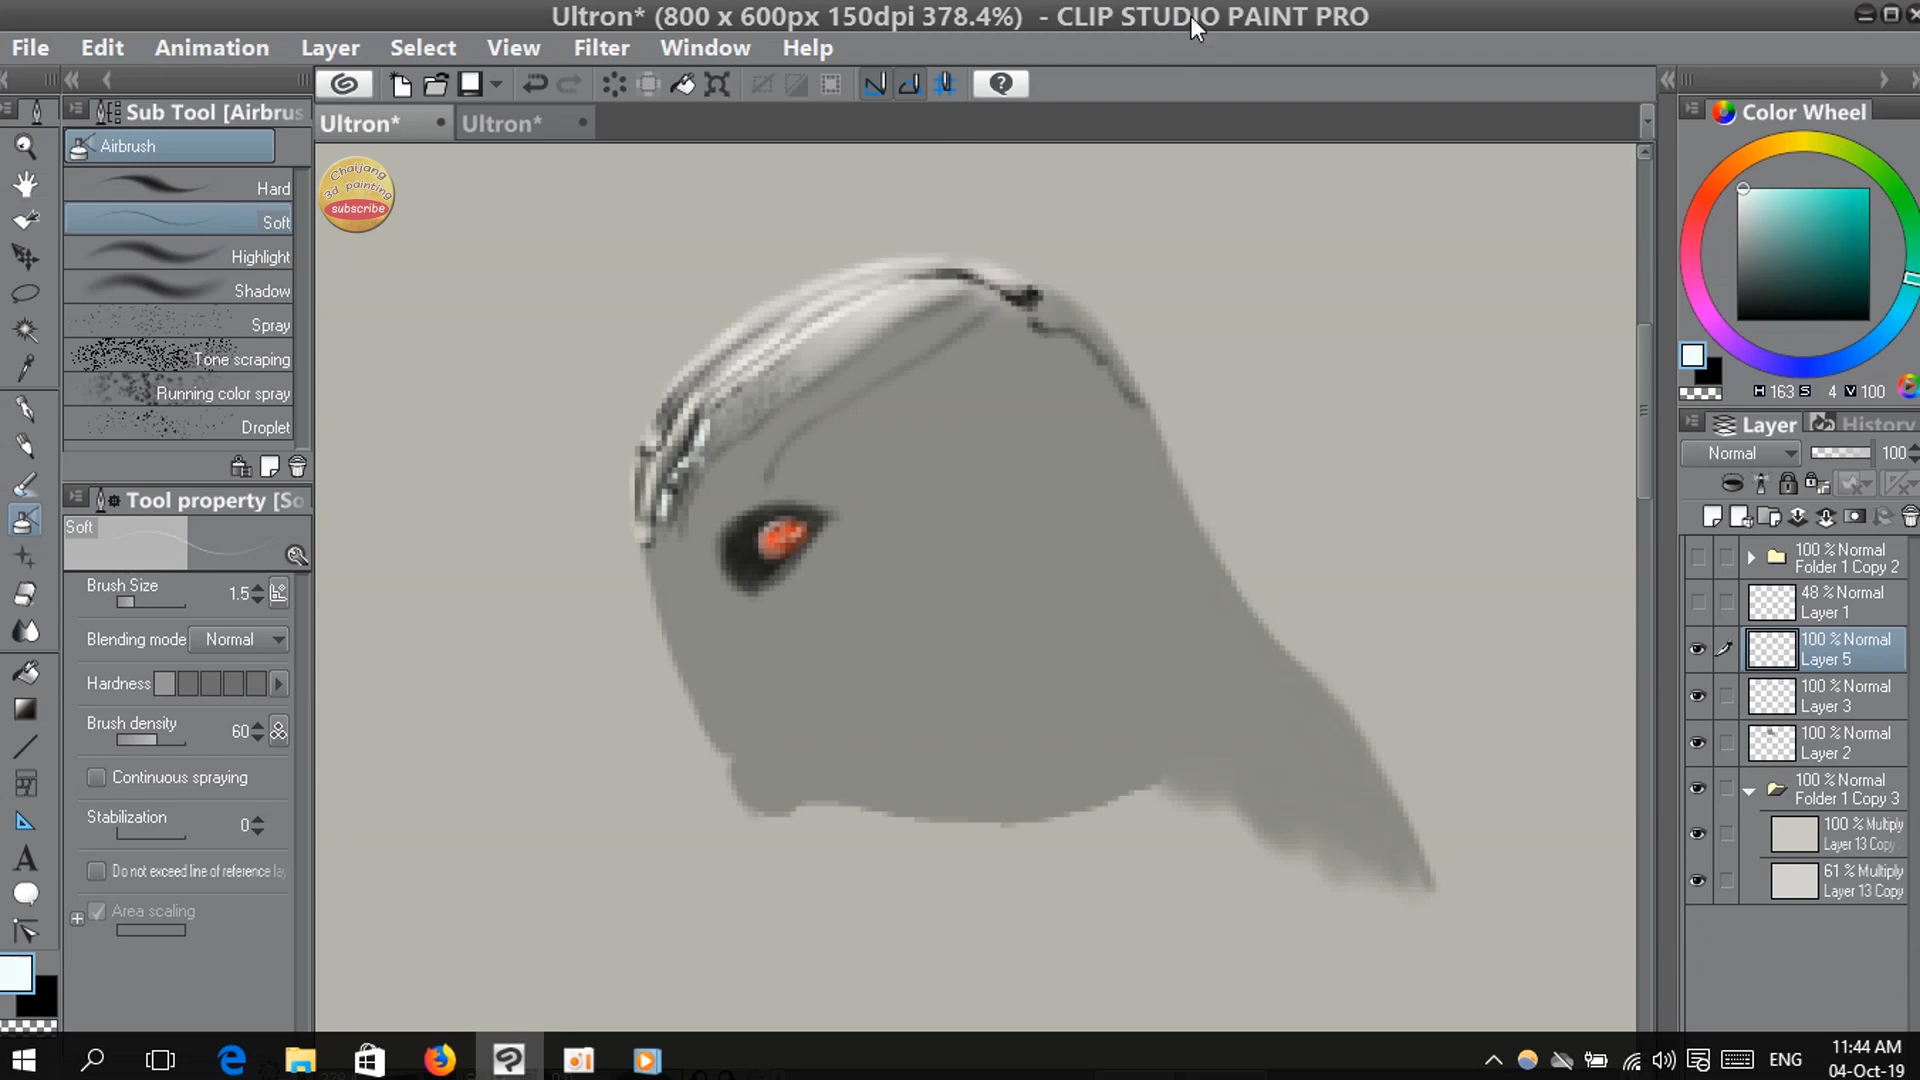 Ultron* (800 x 600px 150dpi 378.4%) - CLIP STUDIO PAINT PRO
File Edit Animation Layer Select View Filter Window Help
Sub Tool [Airbrus
Airbrush
Hard
Soft
Highlight
Shadow
Spray
Tone scraping
Running color spray
Droplet
Tool property [So
Soft
Brush Size 1.5
Blending mode Normal
Hardness
Brush density 60
Continuous spraying
Stabilization 0
Do not exceed line of reference la
Area scaling
Ultron* Ultron*
Chaijang
3d painting
subscribe
Color Wheel
H 163 S 4 V 100
Layer History
Normal 100
100 % Normal
Folder 1 Copy 2
48 % Normal
Layer 1
100 % Normal
Layer 5
100 % Normal
Layer 3
100 % Normal
Layer 2
100 % Normal
Folder 1 Copy 3
100 % Multiply
Layer 13 Copy
61 % Multiply
Layer 13 Copy
ENG
11:44 AM
04-Oct-19